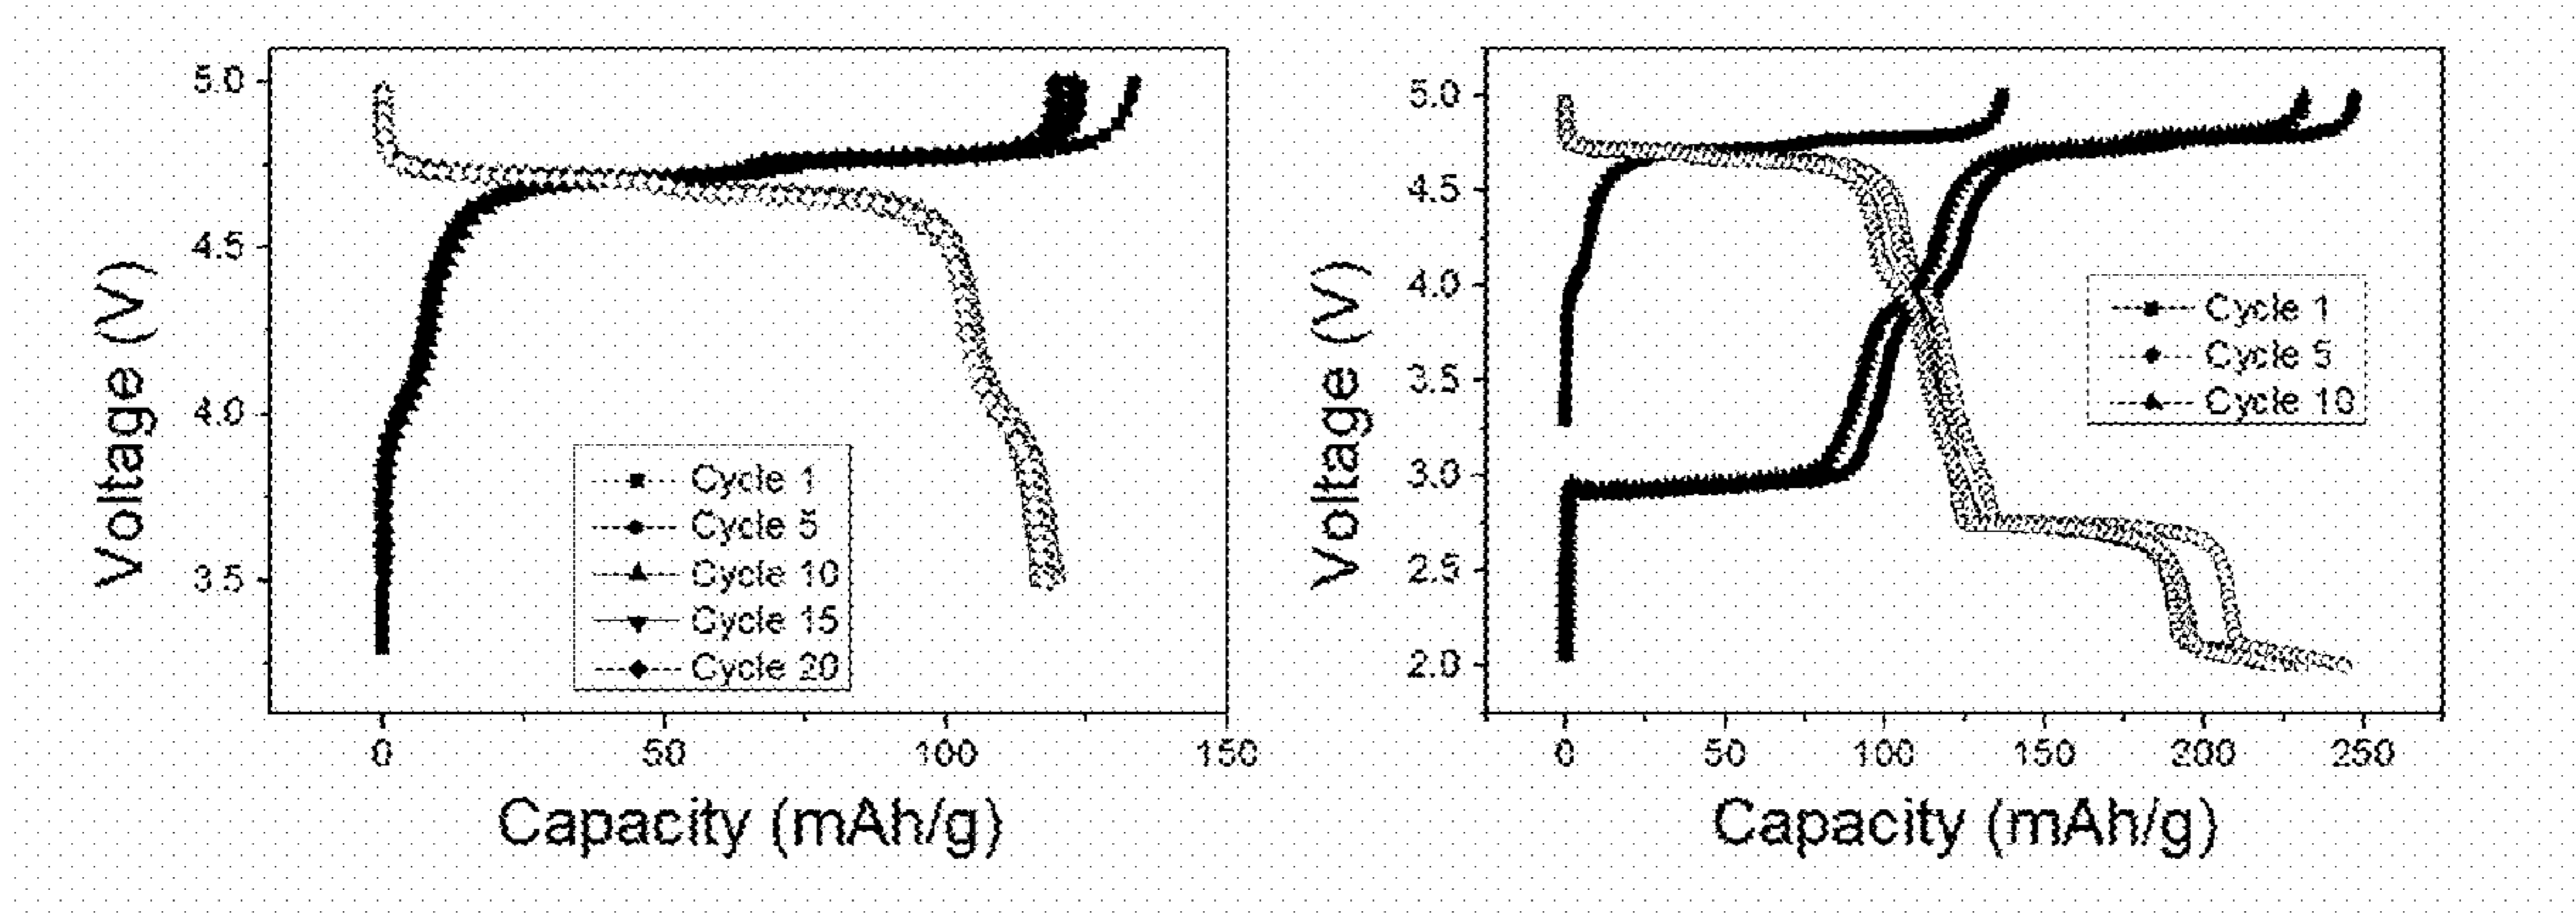 5.0
4.5
4.0
3.5
Voltage (V)
Cycle 1
Cycle 5
Cycle 10
Cycle 15
Cycle 20
0 50 100 150
Capacity (mAh/g)
5.0
4.5
4.0
3.5
3.0
2.5
2.0
Voltage (V)
Cycle 1
Cycle 5
Cycle 10
0 50 100 150 200 250
Capacity (mAh/g)